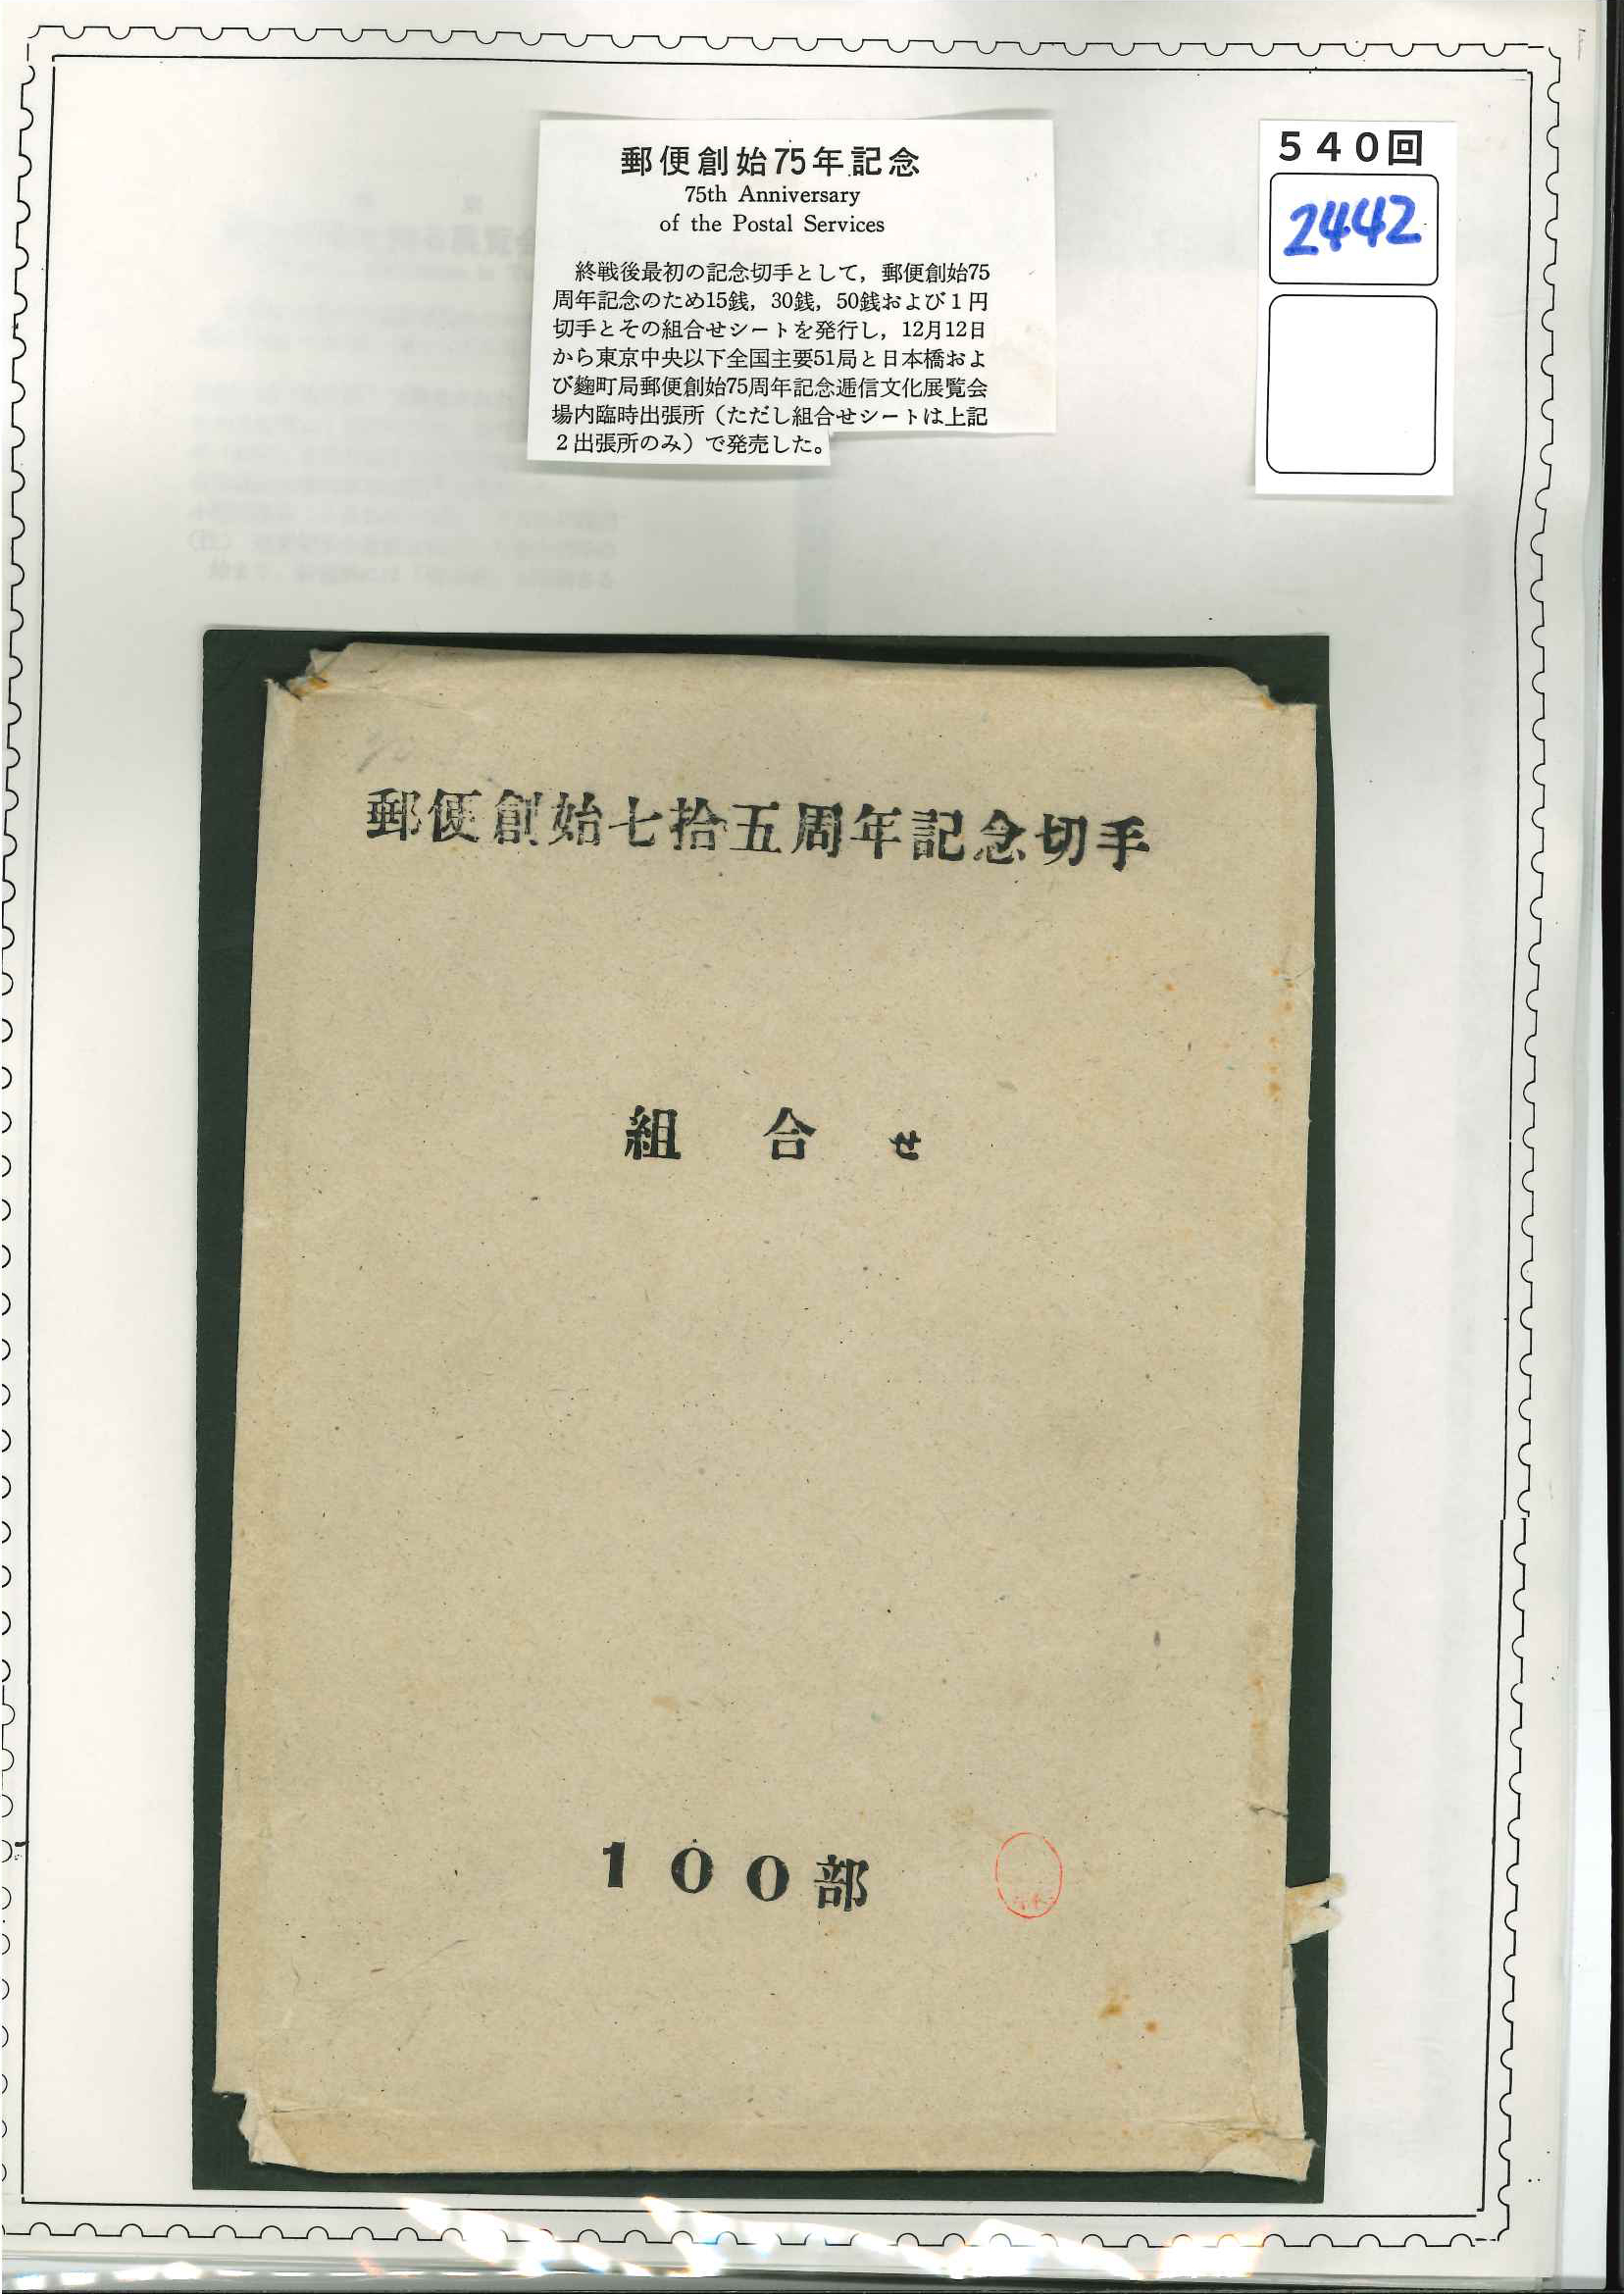 郵便創始75年記念
75th Anniversary
of the Postal Services
終戦後最初の記念切手として，郵便創始75
周年記念のため15銭，30銭，50銭および１円
切手とその組合せシートを発行し，12月12日
から東京中央以下全国主要51局と日本橋およ
び麹町局郵便創始75周年記念逓信文化展覧会
場内臨時出張所（ただし組合せシートは上記
２出張所のみ）で発売した。
５４０回
2442
郵便創始七拾五周年記念切手
組合せ
100部